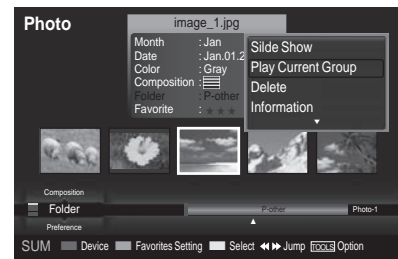 Photo
image_1.jpg
Month : Jan
Date : Jan.01.2
Color : Gray
Composition :
Folder : P-other
Favorite : ★ ★ ★
Silde Show
Play Current Group
Delete
Information
Composition
Folder
Preference
P-other
Photo-1
SUM Device Favorites Setting Select Jump TOOLS Option